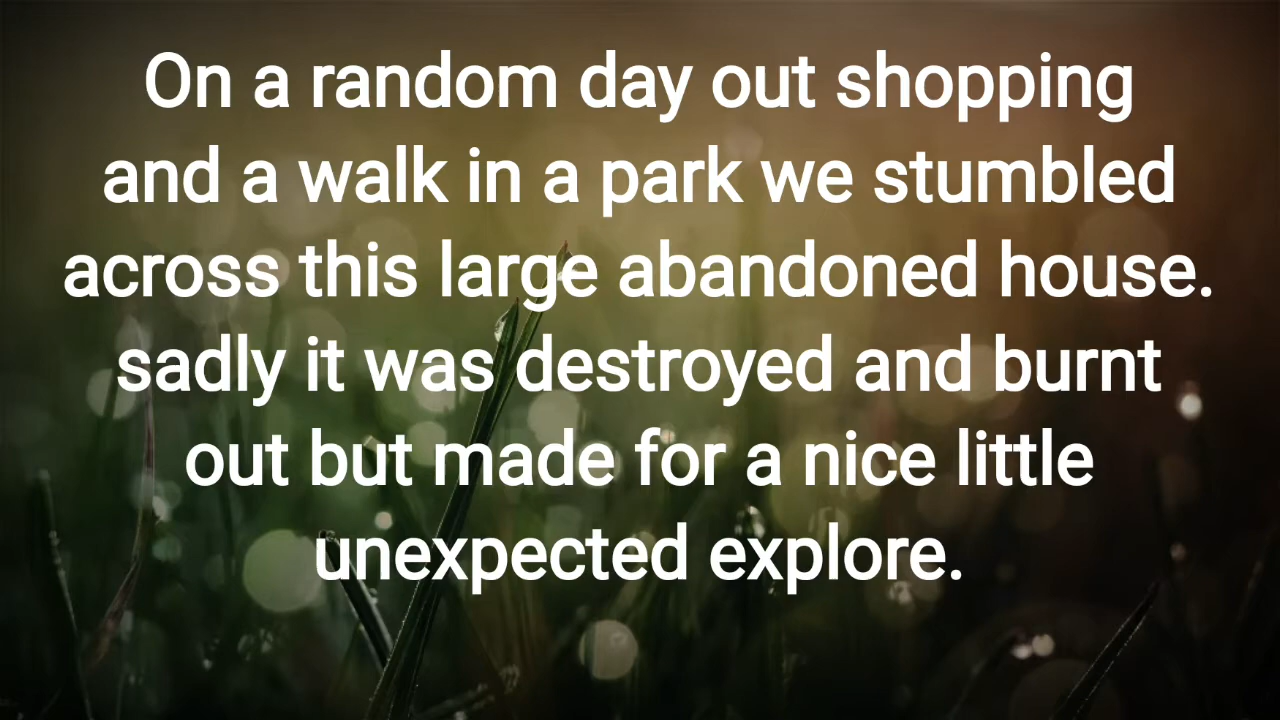 On a random day out shopping
and a walk in a park we stumbled
across this large abandoned house.
sadly it was destroyed and burnt
out but made for a nice little
unexpected explore.